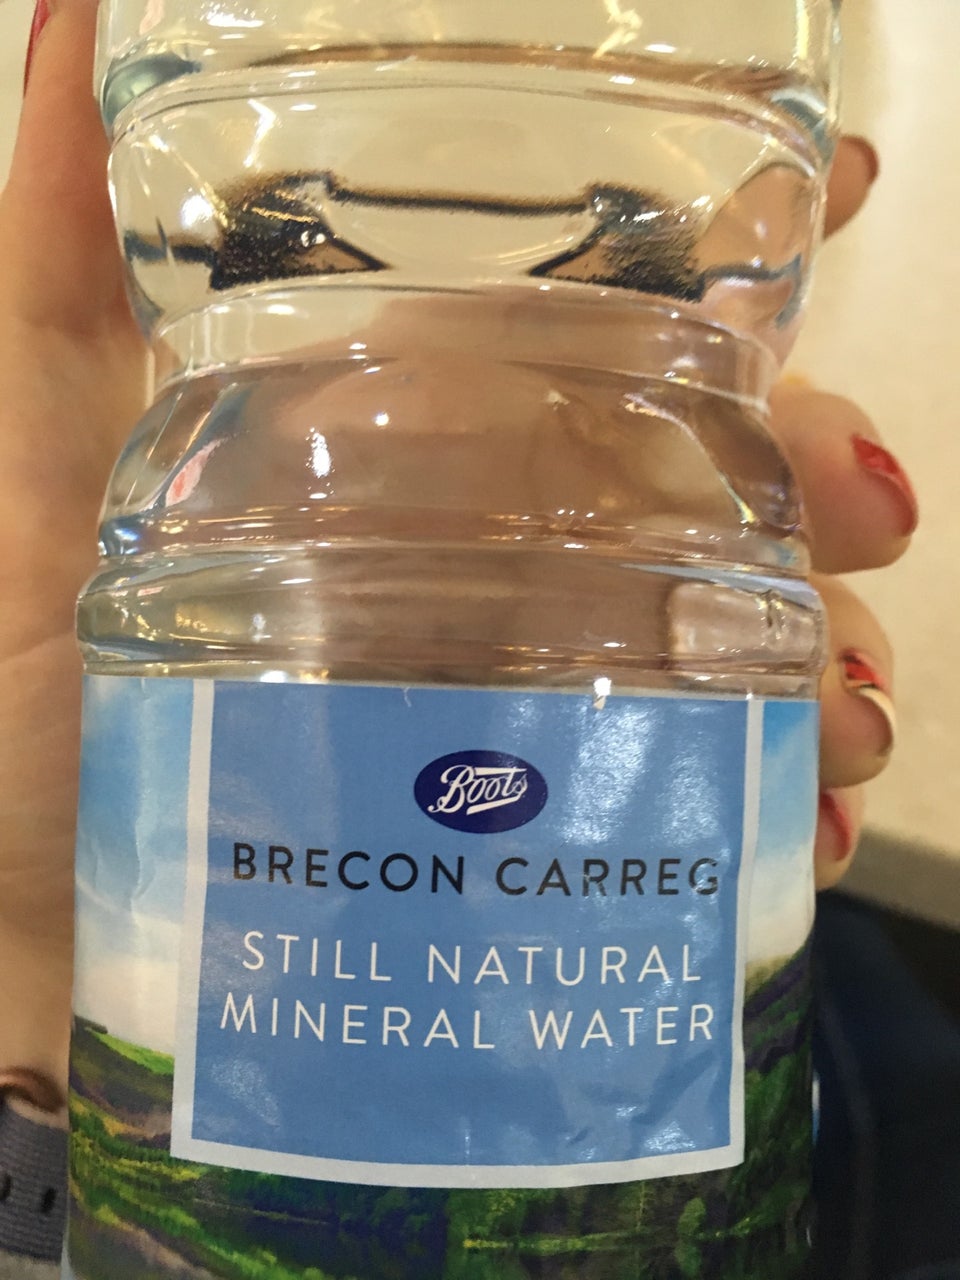 Boots
BRECON CARREG
STILL NATURAL
MINERAL WATER